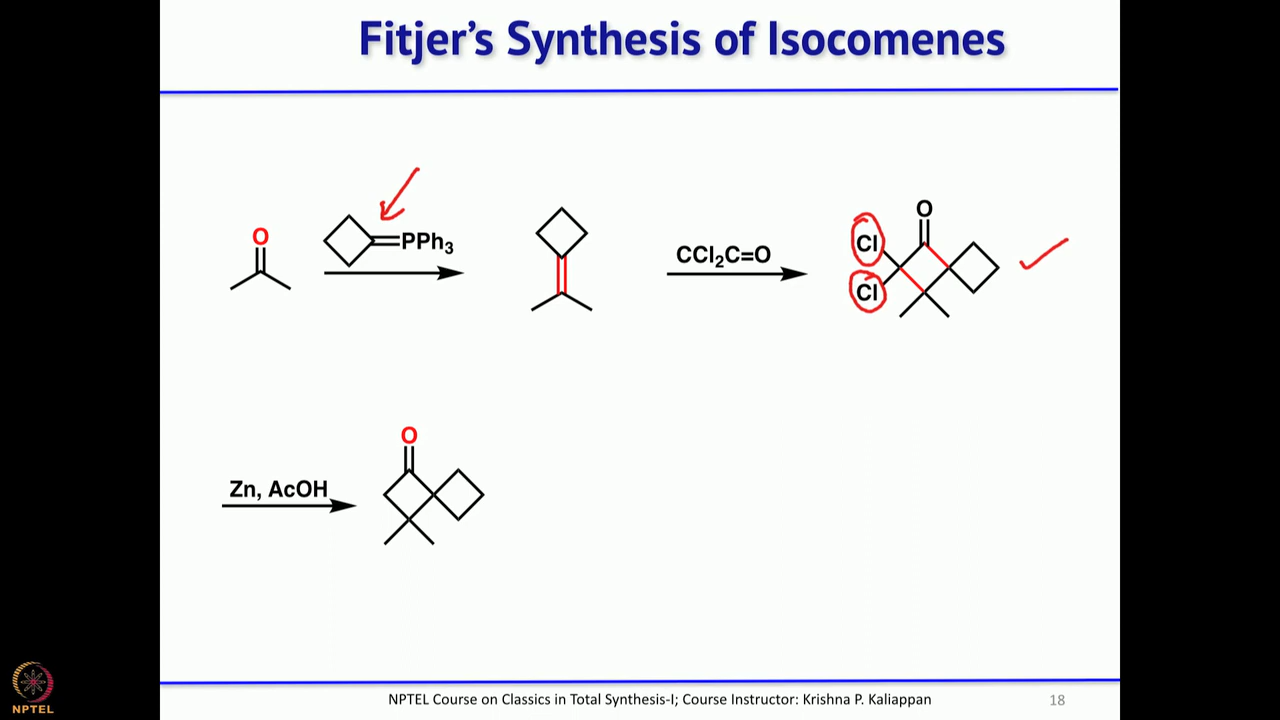 Fitjer's Synthesis of Isocomenes
O
PPh3
CCl2C=O
O
Cl
Cl
Zn, AcOH
O
NPTEL
NPTEL Course on Classics in Total Synthesis-I; Course Instructor: Krishna P. Kaliappan
18